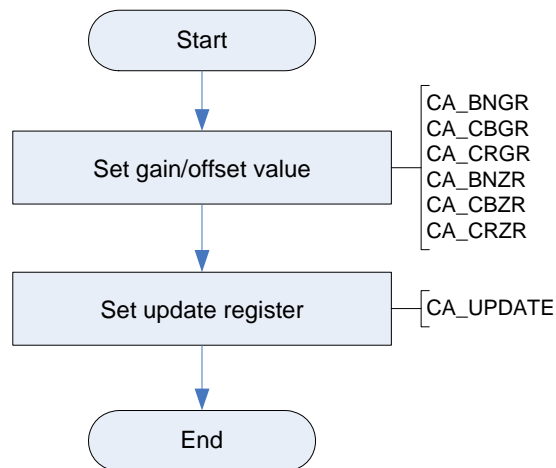 Start
Set gain/offset value
CA_BNGR
CA_CBGR
CA_CRGR
CA_BNZR
CA_CBZR
CA_CRZR
Set update register
CA_UPDATE
End